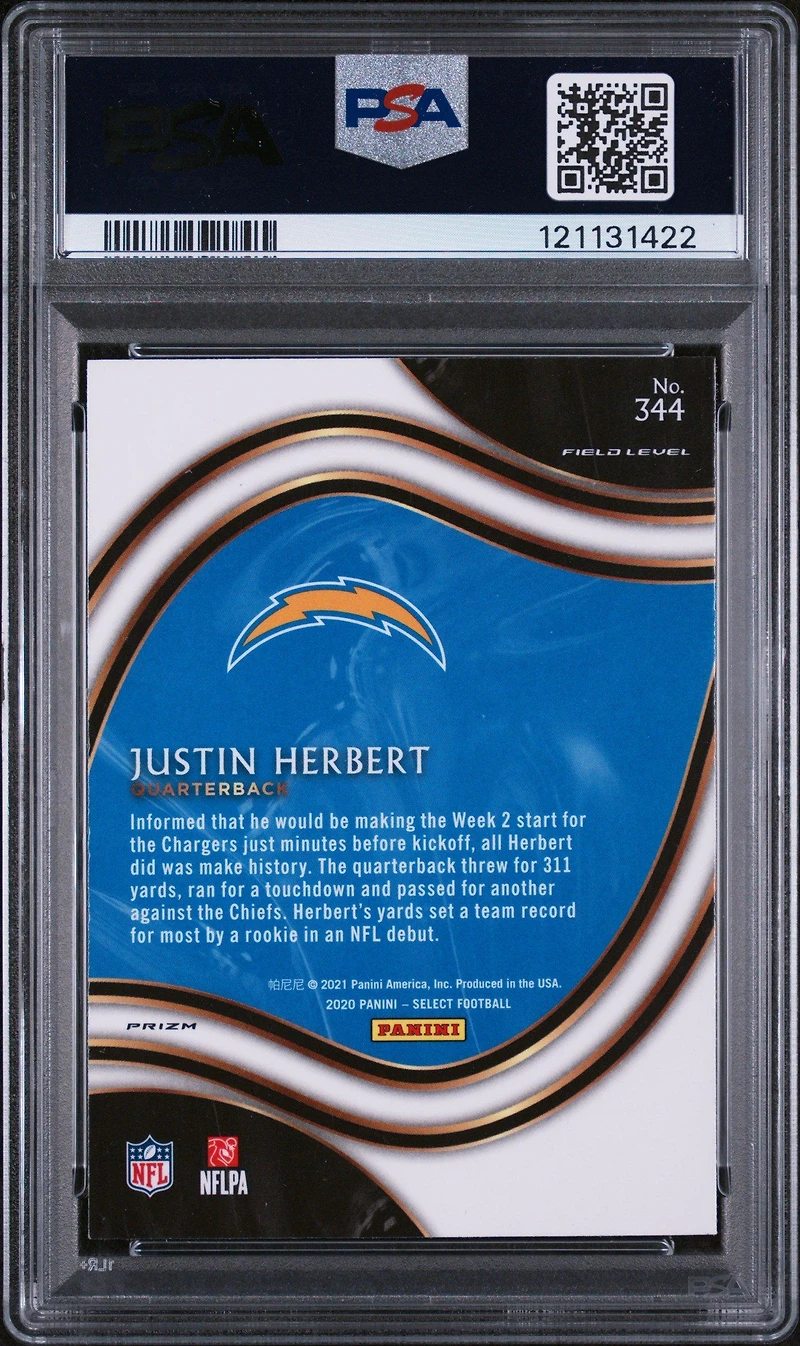 PSA
PSA
121131422
No.
344
FIELD LEVEL
JUSTIN HERBERT
QUARTERBACK
Informed that he would be making the Week 2 start for
the Chargers just minutes before kickoff, all Herbert
did was make history. The quarterback threw for 311
yards, ran for a touchdown and passed for another
against the Chiefs. Herbert's yards set a team record
for most by a rookie in an NFL debut.
帕尼尼 © 2021 Panini America, Inc. Produced in the USA.
2020 PANINI – SELECT FOOTBALL
PANINI
PRIZM
NFL
NFLPA
PSA